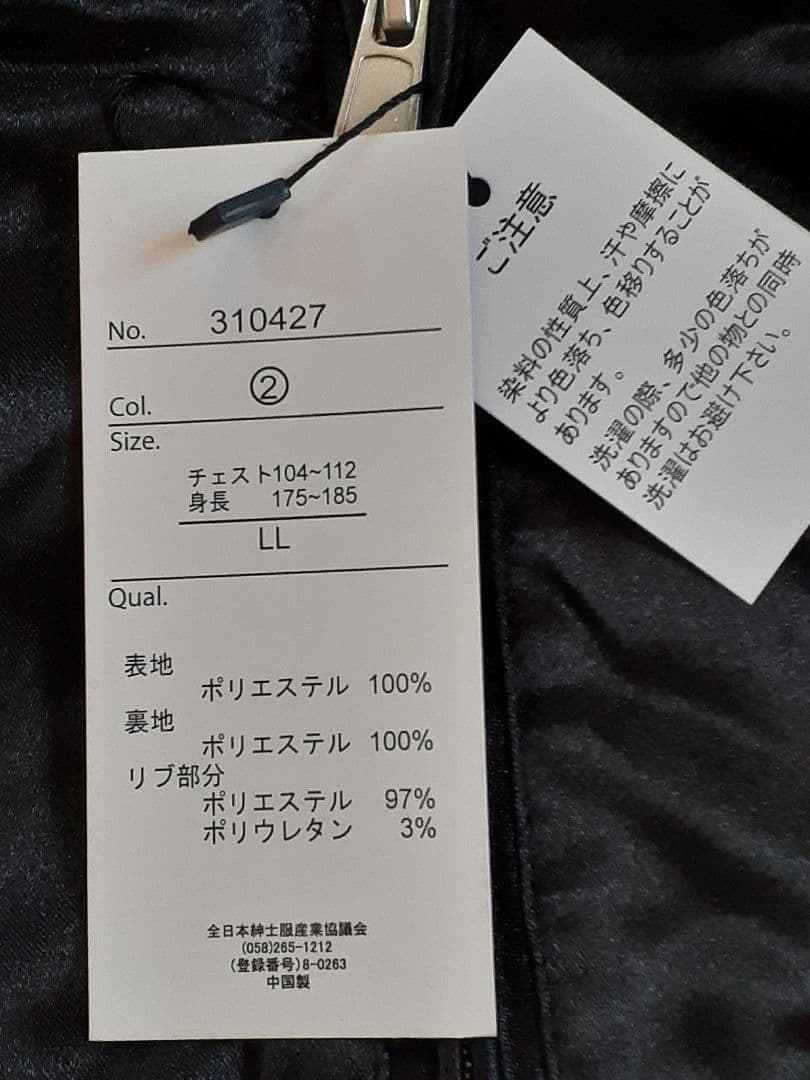 No. 310427
Col. ②
Size.
チェスト104~112
身長 175~185
LL
Qual.
表地
ポリエステル 100%
裏地
ポリエステル 100%
リブ部分
ポリエステル 97%
ポリウレタン 3%
全日本紳士服産業協議会
(058)265-1212
(登録番号)8-0263
中国製
ご注意
染料の性質上、汗や摩擦に
より色落ち、色移りすることが
あります。
洗濯の際、多少の色落ちが
ありますので他の物との同時
洗濯はお避け下さい。